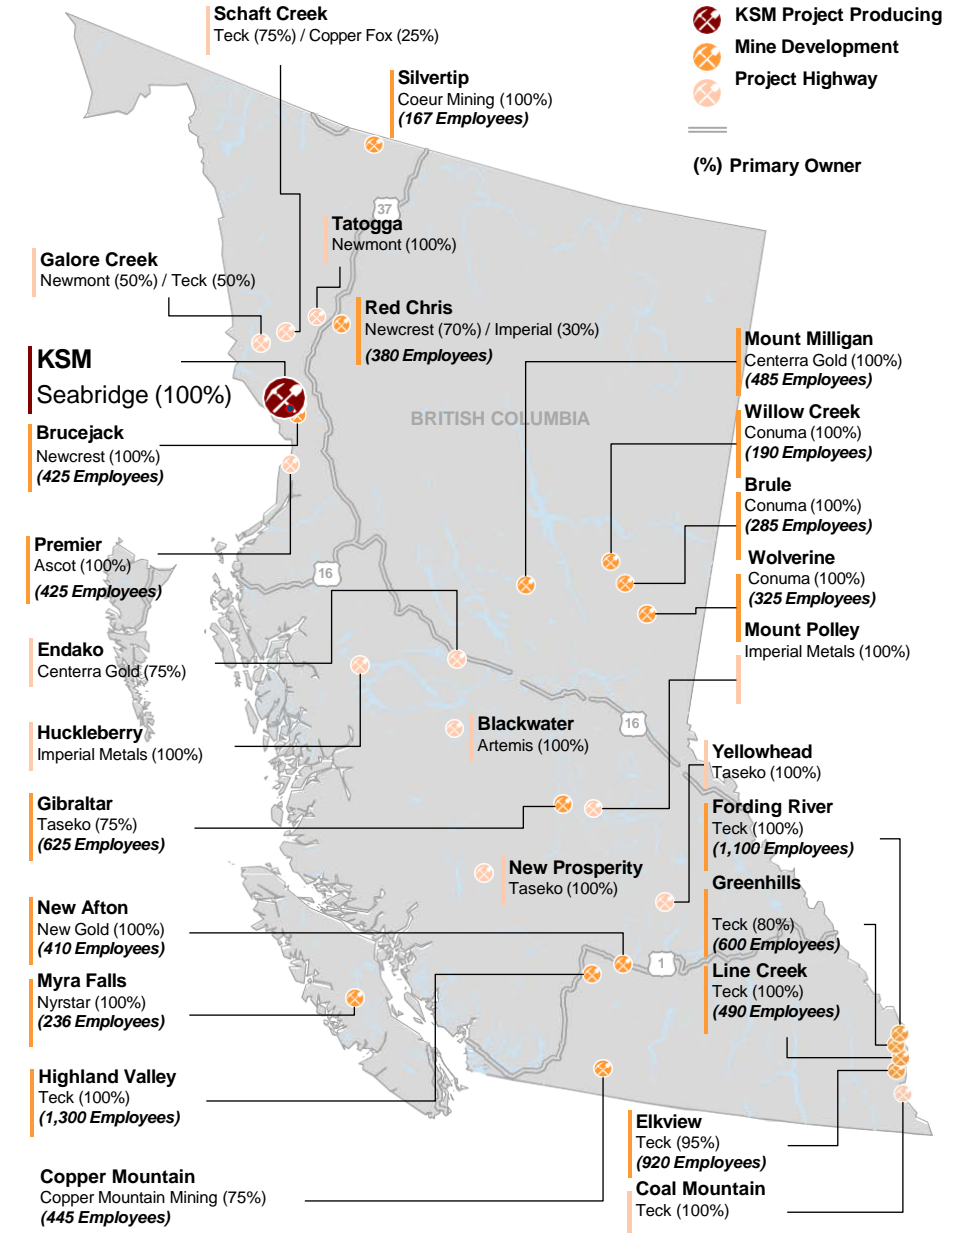 Schaft Creek
Teck (75%) / Copper Fox (25%)
KSM Project Producing
Mine Development
Project Highway
(%) Primary Owner
Silvertip
Coeur Mining (100%)
(167 Employees)
37
Tatogga
Newmont (100%)
Galore Creek
Newmont (50%) / Teck (50%)
Red Chris
Newcrest (70%) / Imperial (30%)
(380 Employees)
KSM
Seabridge (100%)
BRITISH COLUMBIA
Brucejack
Newcrest (100%)
(425 Employees)
Premier
Ascot (100%)
(425 Employees)
16
Endako
Centerra Gold (75%)
Huckleberry
Imperial Metals (100%)
Gibraltar
Taseko (75%)
(625 Employees)
New Afton
New Gold (100%)
(410 Employees)
Myra Falls
Nyrstar (100%)
(236 Employees)
Highland Valley
Teck (100%)
(1,300 Employees)
Copper Mountain
Copper Mountain Mining (75%)
(445 Employees)
Blackwater
Artemis (100%)
New Prosperity
Taseko (100%)
16
1
Mount Milligan
Centerra Gold (100%)
(485 Employees)
Willow Creek
Conuma (100%)
(190 Employees)
Brule
Conuma (100%)
(285 Employees)
Wolverine
Conuma (100%)
(325 Employees)
Mount Polley
Imperial Metals (100%)
Yellowhead
Taseko (100%)
Fording River
Teck (100%)
(1,100 Employees)
Greenhills
Teck (80%)
(600 Employees)
Line Creek
Teck (100%)
(490 Employees)
Elkview
Teck (95%)
(920 Employees)
Coal Mountain
Teck (100%)